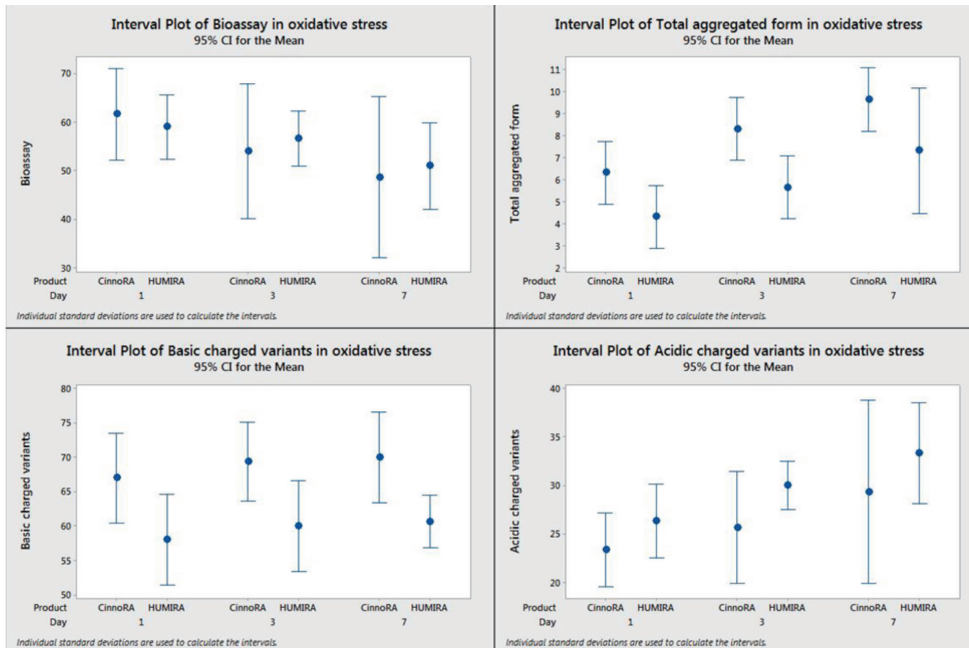 Interval Plot of Bioassay in oxidative stress
95% CI for the Mean
Bioassay
70
60
50
40
30
Product CinnoRA HUMIRA CinnoRA HUMIRA CinnoRA HUMIRA
Day 1 3 7
Individual standard deviations are used to calculate the intervals.
Interval Plot of Total aggregated form in oxidative stress
95% CI for the Mean
Total aggregated form
11
10
9
8
7
6
5
4
3
2
Product CinnoRA HUMIRA CinnoRA HUMIRA CinnoRA HUMIRA
Day 1 3 7
Individual standard deviations are used to calculate the intervals.
Interval Plot of Basic charged variants in oxidative stress
95% CI for the Mean
Basic charged variants
80
75
70
65
60
55
50
Product CinnoRA HUMIRA CinnoRA HUMIRA CinnoRA HUMIRA
Day 1 3 7
Individual standard deviations are used to calculate the intervals.
Interval Plot of Acidic charged variants in oxidative stress
95% CI for the Mean
Acidic charged variants
40
35
30
25
20
Product CinnoRA HUMIRA CinnoRA HUMIRA CinnoRA HUMIRA
Day 1 3 7
Individual standard deviations are used to calculate the intervals.